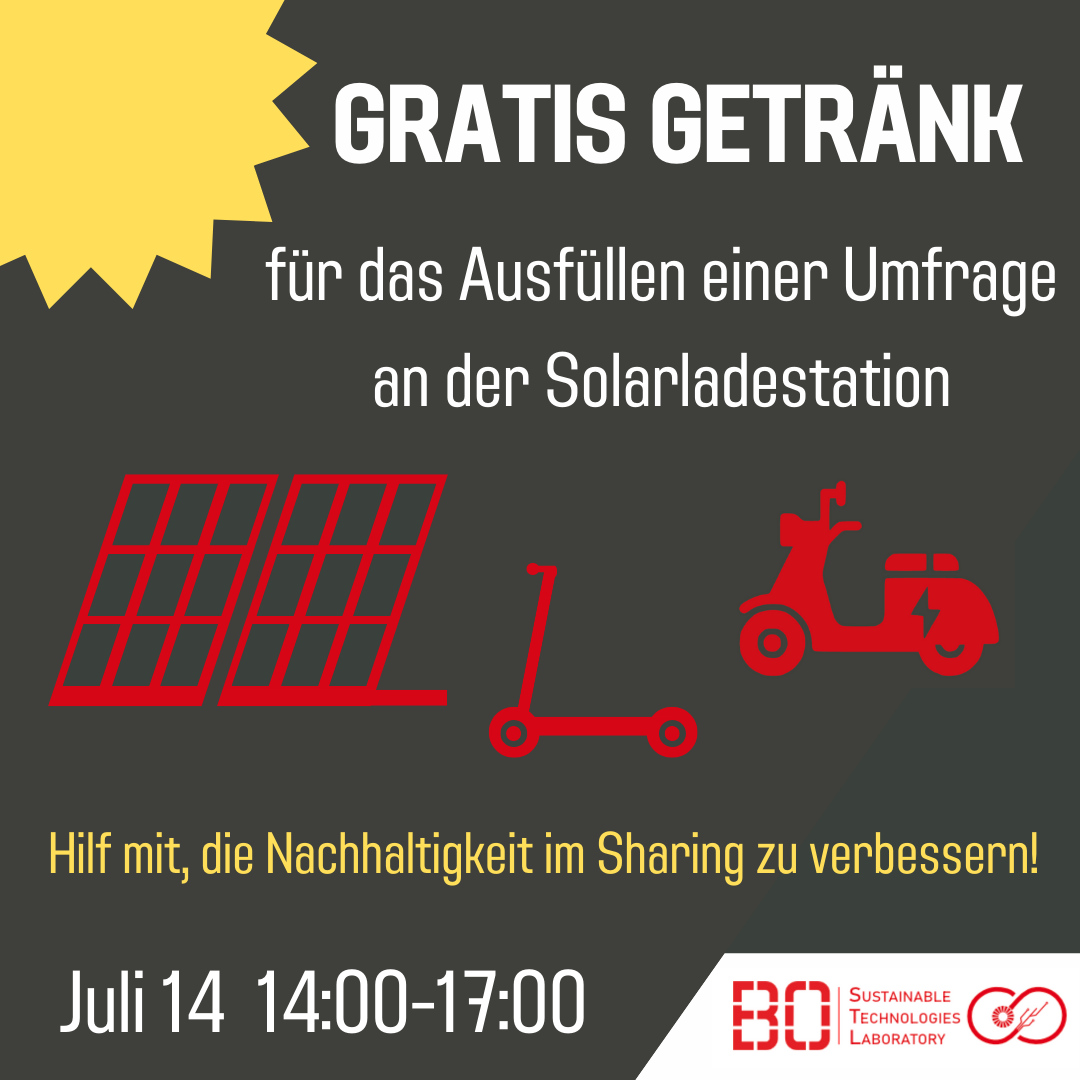 GRATIS GETRÄNK
für das Ausfüllen einer Umfrage
an der Solarladestation
Hilf mit, die Nachhaltigkeit im Sharing zu verbessern!
Juli 14 14:00-17:00
BO
SUSTAINABLE
TECHNOLOGIES
LABORATORY